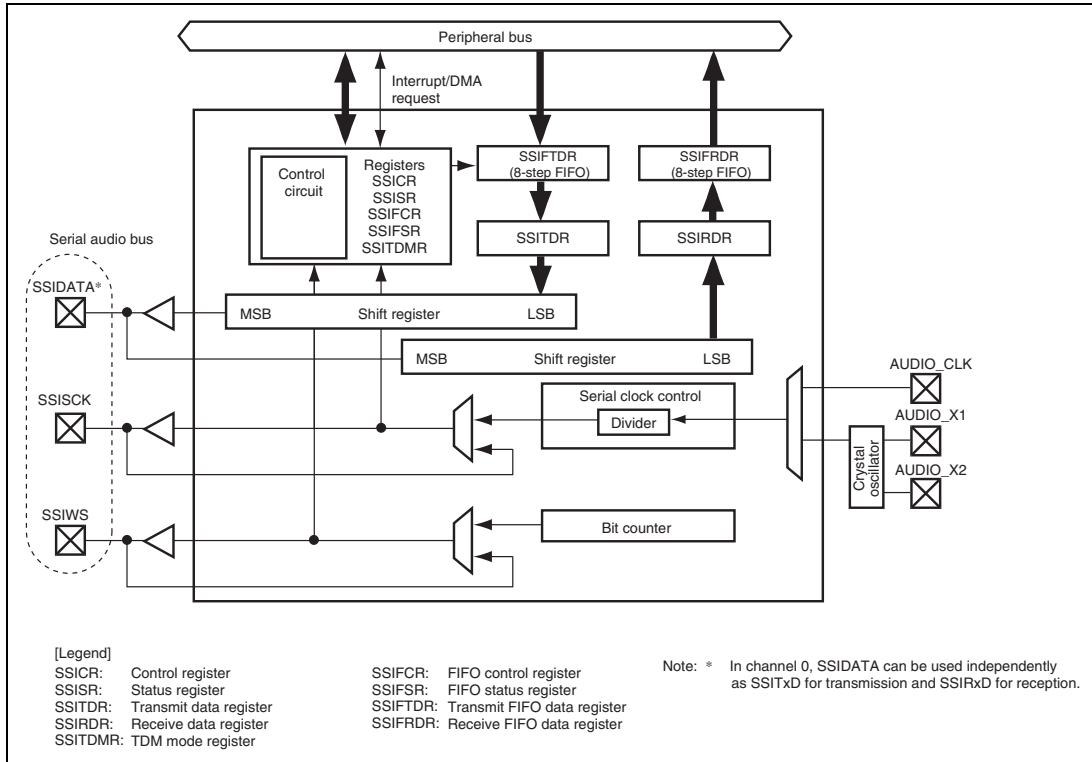 Peripheral bus
Interrupt/DMA
request
Control
circuit
Registers
SSICR
SSISR
SSIFCR
SSIFSR
SSITDMR
SSIFTDR
(8-step FIFO)
SSIFRDR
(8-step FIFO)
SSITDR
SSIRDR
Serial audio bus
SSIDATA*
MSB Shift register LSB
MSB Shift register LSB
SSISCK
Serial clock control
Divider
AUDIO_CLK
AUDIO_X1
AUDIO_X2
Crystal
oscillator
SSIWS
Bit counter
[Legend]
SSICR: Control register
SSISR: Status register
SSITDR: Transmit data register
SSIRDR: Receive data register
SSITDMR: TDM mode register
SSIFCR: FIFO control register
SSIFSR: FIFO status register
SSIFTDR: Transmit FIFO data register
SSIFRDR: Receive FIFO data register
Note: * In channel 0, SSIDATA can be used independently
as SSITxD for transmission and SSIRxD for reception.